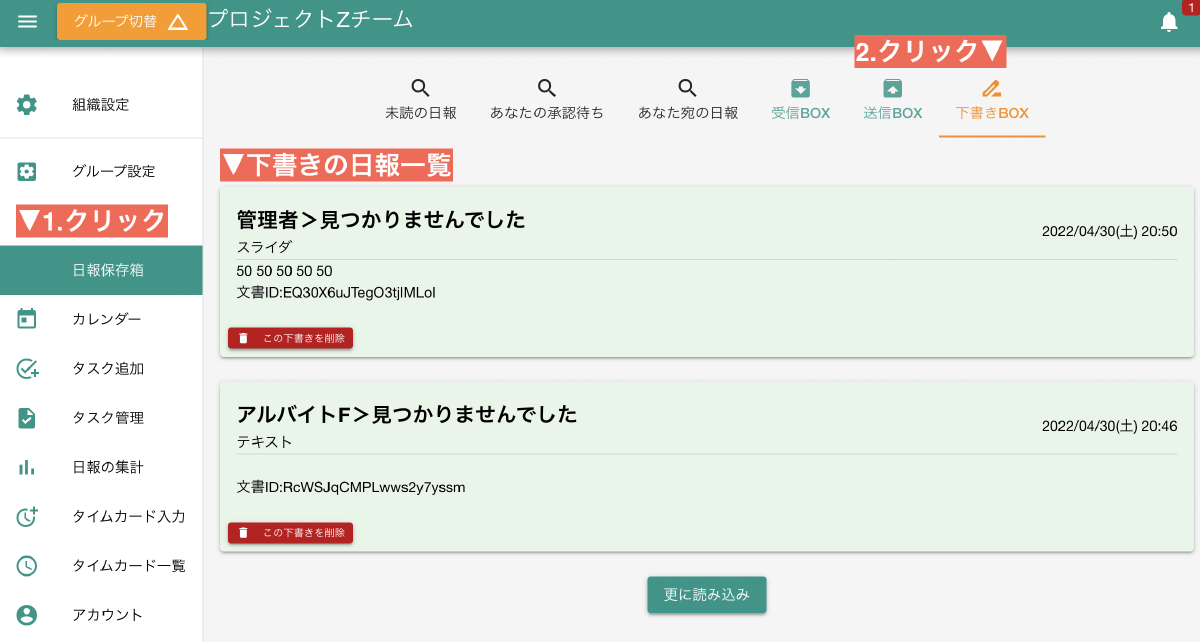 グループ切替
プロジェクトZチーム
1
2.クリック▼
組織設定
グループ設定
▼1.クリック
日報保存箱
カレンダー
タスク追加
タスク管理
日報の集計
タイムカード入力
タイムカード一覧
アカウント
未読の日報
あなたの承認待ち
あなた宛の日報
受信BOX
送信BOX
下書きBOX
▼下書きの日報一覧
管理者＞見つかりませんでした
2022/04/30(土) 20:50
スライダ
50 50 50 50 50
文書ID:EQ30X6uJTegO3tjlMLol
この下書きを削除
アルバイトF＞見つかりませんでした
2022/04/30(土) 20:46
テキスト
文書ID:RcWSJqCMPLwws2y7yssm
この下書きを削除
更に読み込み